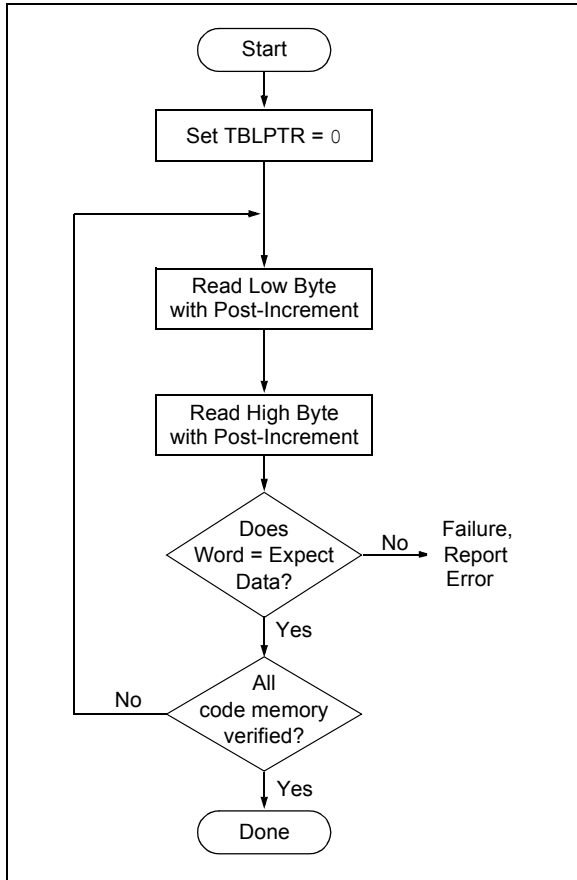 Start
Set TBLPTR = 0
Read Low Byte
with Post-Increment
Read High Byte
with Post-Increment
Does
Word = Expect
Data?
No
Failure,
Report
Error
Yes
All
code memory
verified?
No
Yes
Done